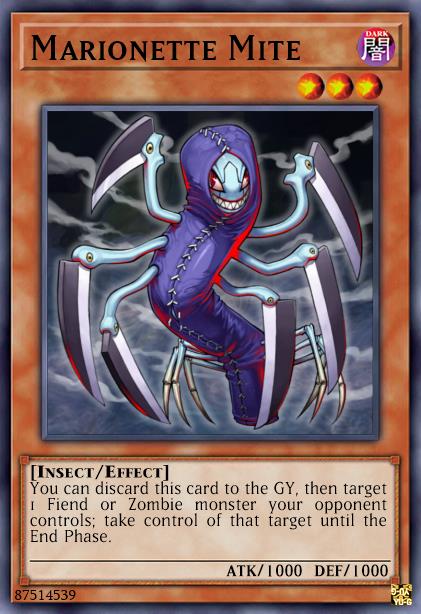 Marionette Mite
DARK
闇
[Insect/Effect]
You can discard this card to the GY, then target
1 Fiend or Zombie monster your opponent
controls; take control of that target until the
End Phase.
ATK/1000 DEF/1000
87514539